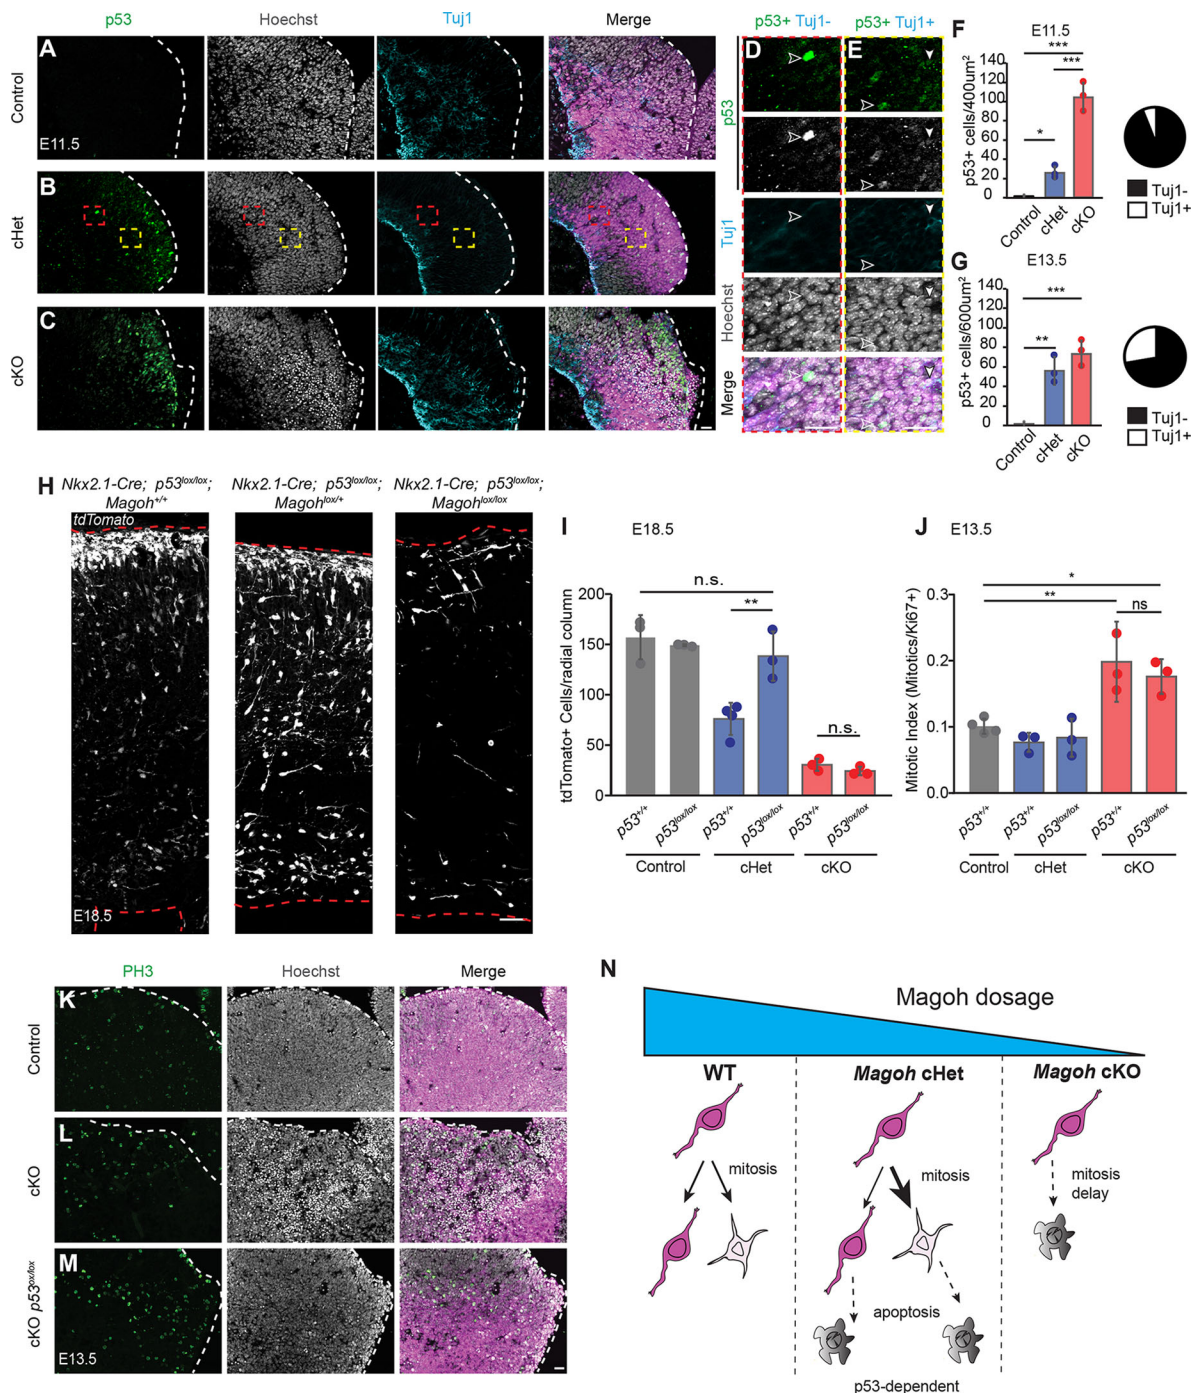 p53
Hoechst
Tuj1
Merge
A
Control
E11.5
B
cHet
C
cKO
p53+ Tuj1-
p53+ Tuj1+
D
E
p53
Tuj1
Hoechst
Merge
F
E11.5
p53+ cells/400um²
140
120
100
80
60
40
20
0
***
***
*
Control
cHet
cKO
Tuj1-
Tuj1+
G
E13.5
p53+ cells/600um²
140
120
100
80
60
40
20
0
***
**
Control
cHet
cKO
Tuj1-
Tuj1+
H
Nkx2.1-Cre; p53lox/lox;
Magoh+/+
Nkx2.1-Cre; p53lox/lox;
Magohlox/+
Nkx2.1-Cre; p53lox/lox;
Magohlox/lox
tdTomato
E18.5
I
E18.5
tdTomato+ Cells/radial column
200
150
100
50
0
n.s.
**
n.s.
p53+/+
p53lox/lox
p53+/+
p53lox/lox
p53+/+
p53lox/lox
Control
cHet
cKO
J
E13.5
Mitotic Index (Mitotics/Ki67+)
0.3
0.2
0.1
0.0
*
**
ns
p53+/+
p53+/+
p53lox/lox
p53+/+
p53lox/lox
Control
cHet
cKO
PH3
Hoechst
Merge
K
Control
L
cKO
M
cKO p53ox/lox
E13.5
N
Magoh dosage
WT
Magoh cHet
Magoh cKO
mitosis
mitosis
mitosis
delay
apoptosis
p53-dependent